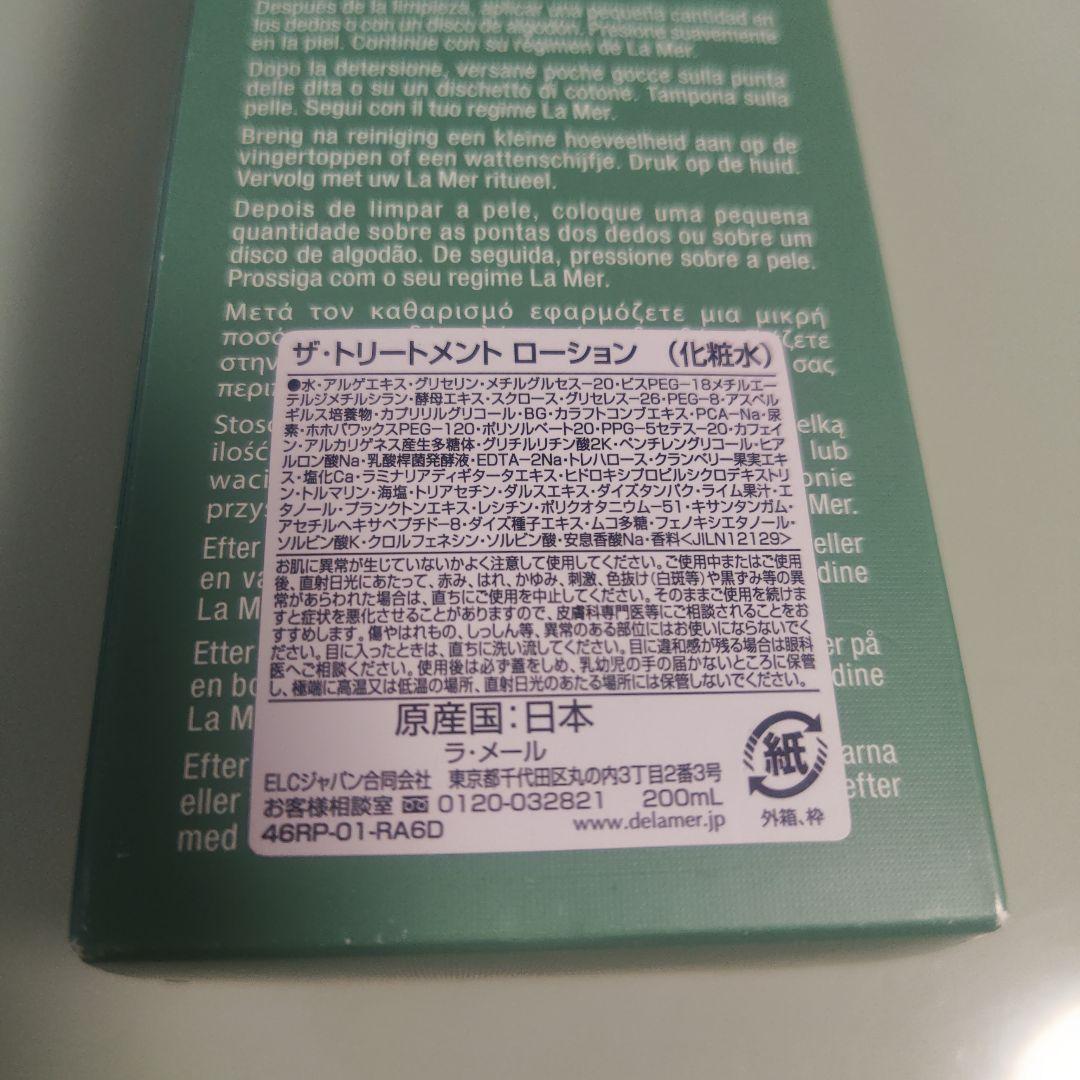 Después de la limpieza, aplicar una pequeña cantidad en
los dedos o con un disco de algodón. Presione suavemente
en la piel. Continúe con su régimen de La Mer.
Dopo la detersione, versane poche gocce sulla punta
delle dita o su un dischetto di cotone. Tampona sulla
pelle. Segui con il tuo regime La Mer.
Breng na reiniging een kleine hoeveelheid aan op de
vingertoppen of een wattenschijfje. Druk op de huid.
Vervolg met uw La Mer ritueel.
Depois de limpar a pele, coloque uma pequena
quantidade sobre as pontas dos dedos ou sobre um
disco de algodão. De seguida, pressione sobre a pele.
Prossiga com o seu regime La Mer.
Μετά τον καθαρισμό εφαρμόζετε μια μικρή
στην σας
ザ・トリートメント ローション （化粧水）
●水・アルゲエキス・グリセリン・メチルグルセス-20・ビスPEG-18メチルエー
テルジメチルシラン・酵母エキス・スクロース・グリセレス-26・PEG-8・アスペル
ギルス培養物・カプリリルグリコール・BG・カラフトコンブエキス・PCA-Na・尿
素・ホホバワックスPEG-120・ポリソルベート20・PPG-5セテス-20・カフェイ
ン・アルカリゲネス産生多糖体・グリチルリチン酸2K・ペンチレングリコール・ヒア
ルロン酸Na・乳酸桿菌発酵液・EDTA-2Na・トレハロース・クランベリー果実エキ
ス・塩化Ca・ラミナリアディギタータエキス・ヒドロキシプロピルシクロデキストリ
ン・トルマリン・海塩・トリアセチン・ダルスエキス・ダイズタンパク・ライム果汁・エ
タノール・プランクトンエキス・レシチン・ポリクオタニウム-51・キサンタンガム・
アセチルヘキサペプチド-8・ダイズ種子エキス・ムコ多糖・フェノキシエタノール・
ソルビン酸K・クロルフェネシン・ソルビン酸・安息香酸Na・香料<JILN12129>
お肌に異常が生じていないかよく注意して使用してください。ご使用中またはご使用
後、直射日光にあたって、赤み、はれ、かゆみ、刺激、色抜け(白斑等)や黒ずみ等の異
常があらわれた場合は、直ちにご使用を中止してください。そのままご使用を続けま
すと症状を悪化させることがありますので、皮膚科専門医等にご相談されることをお
すすめします。傷やはれもの、しっしん等、異常のある部位にはお使いにならないでく
ださい。目に入ったときは、直ちに洗い流してください。目に違和感が残る場合は眼科
医へご相談ください。使用後は必ず蓋をしめ、乳幼児の手の届かないところに保管
し、極端に高温又は低温の場所、直射日光のあたる場所には保管しないでください。
原産国：日本
ラ・メール
ELCジャパン合同会社 東京都千代田区丸の内3丁目2番3号
お客様相談室 0120-032821 200mL
46RP-01-RA6D www.delamer.jp
紙
外箱、枠
ilość lub
Mer.
Efter
en
La M
Etter på
en
La M
Efter
eller efter
med